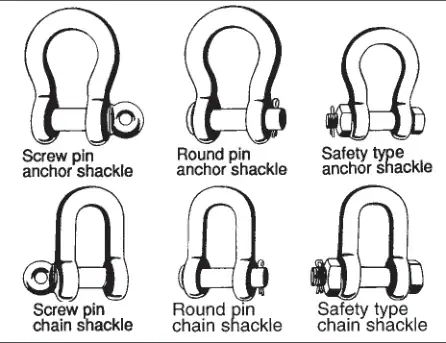 Screw pin
anchor shackle
Round pin
anchor shackle
Safety type
anchor shackle
Screw pin
chain shackle
Round pin
chain shackle
Safety type
chain shackle